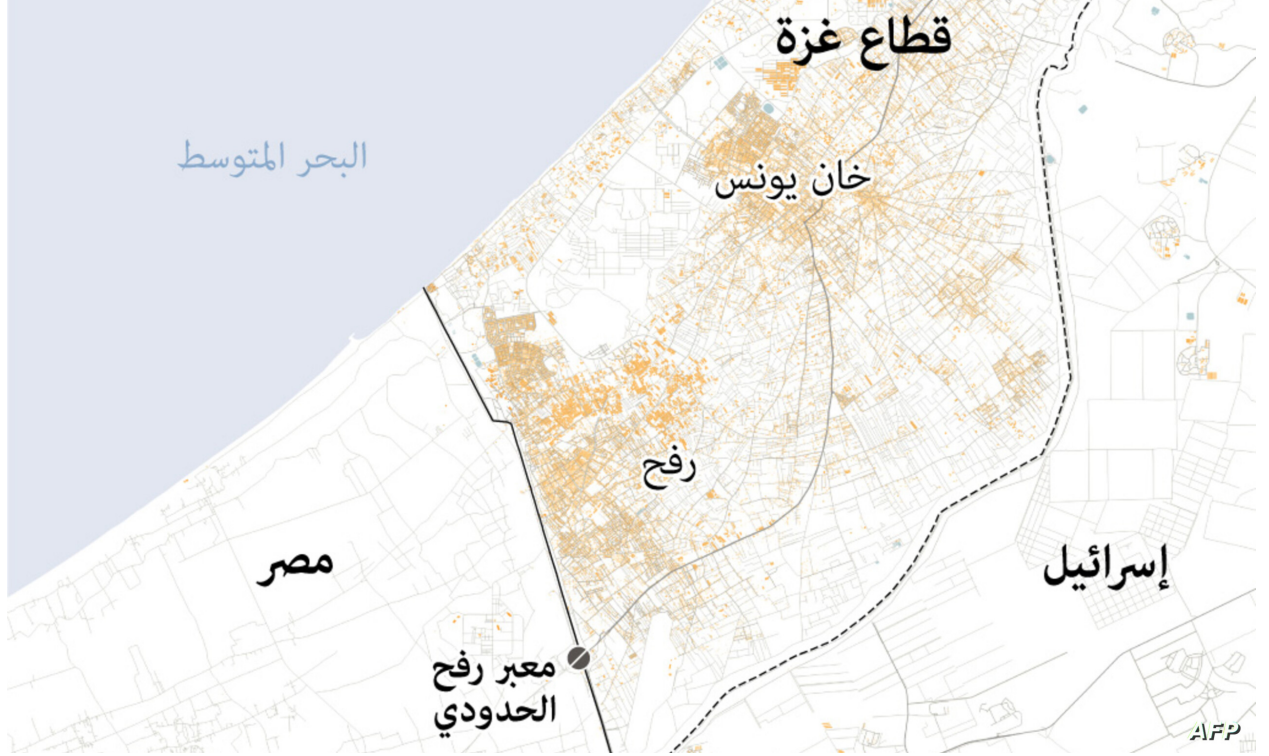 قطاع غزة
البحر المتوسط
خان يونس
رفح
مصر
إسرائيل
معبر رفح
الحدودي
AFP